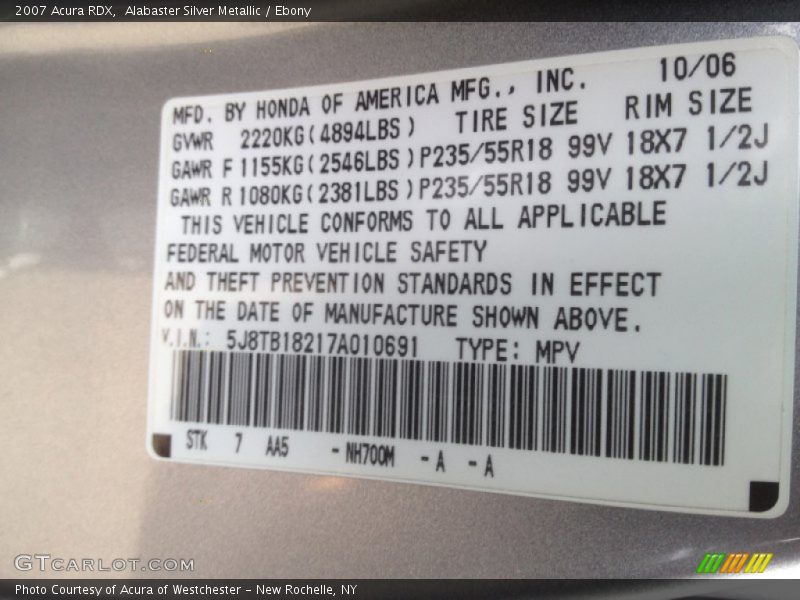 2007 Acura RDX,  Alabaster Silver Metallic / Ebony
10/06
MFD. BY HONDA OF AMERICA MFG., INC.
GVWR 2220KG(4894LBS) TIRE SIZE RIM SIZE
GAWR F 1155KG(2546LBS)P235/55R18 99V 18X7 1/2J
GAWR R 1080KG(2381LBS)P235/55R18 99V 18X7 1/2J
THIS VEHICLE CONFORMS TO ALL APPLICABLE
FEDERAL MOTOR VEHICLE SAFETY
AND THEFT PREVENTION STANDARDS IN EFFECT
ON THE DATE OF MANUFACTURE SHOWN ABOVE.
V.I.N.: 5J8TB18217A010691 TYPE: MPV
STK 7 AA5 -NH700M -A -A
GTCARLOT.COM
Photo Courtesy of Acura of Westchester - New Rochelle, NY